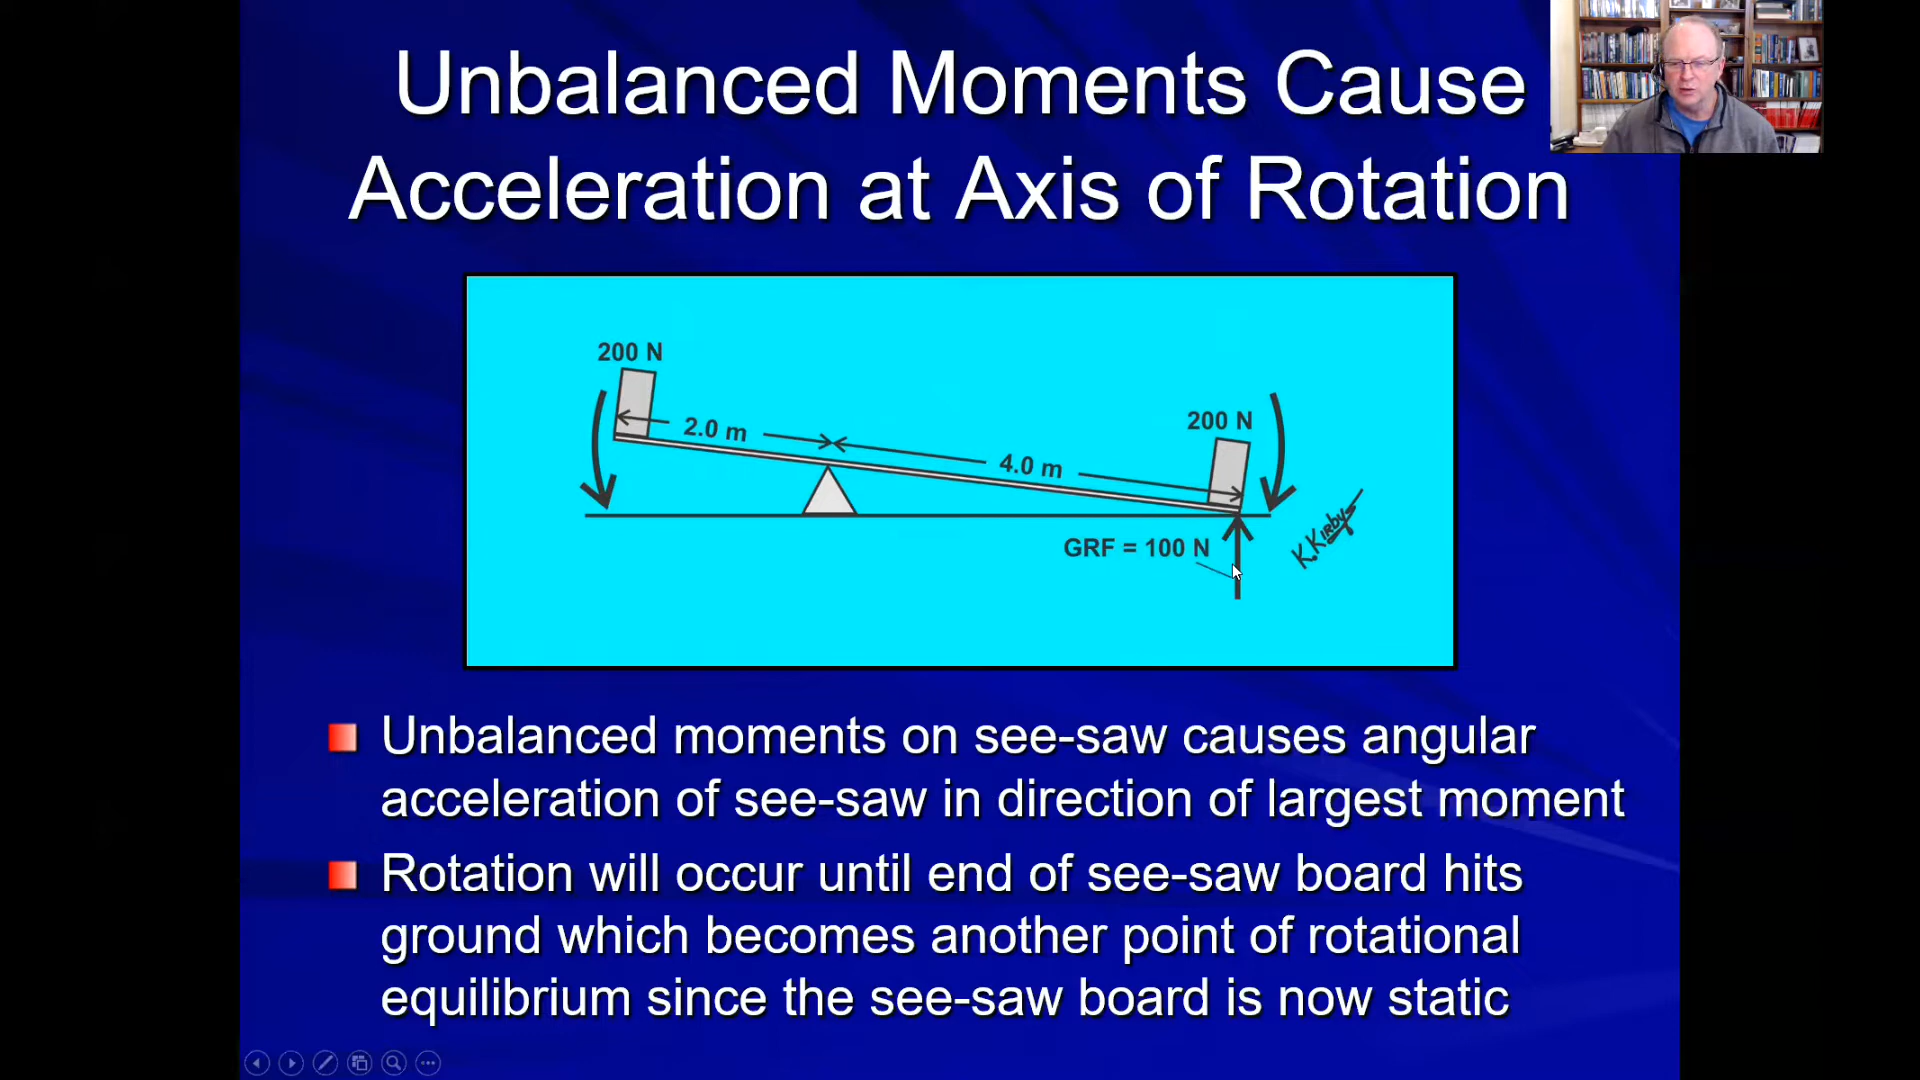 Unbalanced Moments Cause
Acceleration at Axis of Rotation
200 N
2.0 m
200 N
4.0 m
GRF = 100 N
K.Kirby
Unbalanced moments on see-saw causes angular
acceleration of see-saw in direction of largest moment
Rotation will occur until end of see-saw board hits
ground which becomes another point of rotational
equilibrium since the see-saw board is now static